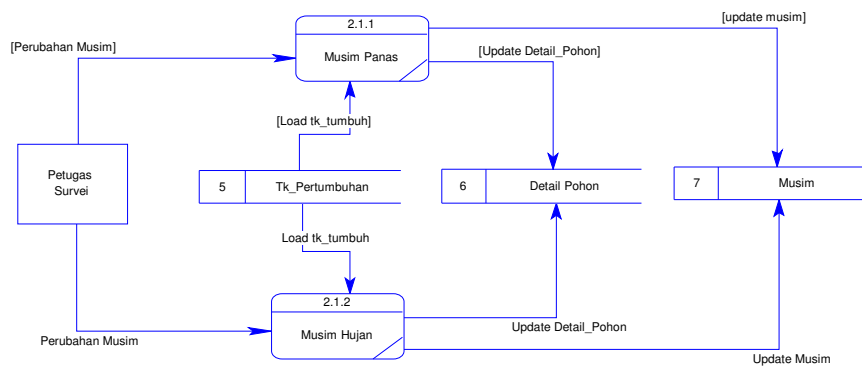 2.1.1
[update musim]
[Perubahan Musim]
Musim Panas
[Update Detail_Pohon]
[Load tk_tumbuh]
Petugas
Survei
5
Tk_Pertumbuhan
6
Detail Pohon
7
Musim
Load tk_tumbuh
2.1.2
Musim Hujan
Update Detail_Pohon
Perubahan Musim
Update Musim